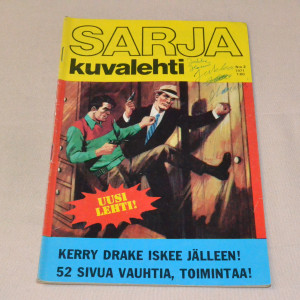 SARJA
kuvalehti
UUSI
LEHTI!
KERRY DRAKE ISKEE JÄLLEEN!
52 SIVUA VAUHTIA, TOIMINTAA!